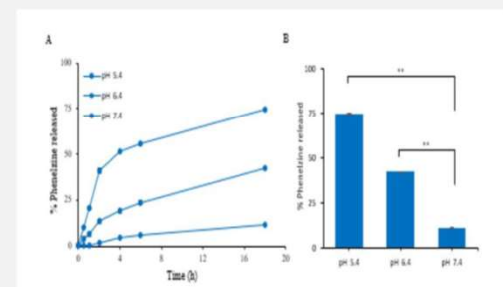 A
% Phenelzine released
100
75
50
25
0
pH 5.4
pH 6.4
pH 7.4
0
4
8
12
16
20
Time (h)
B
% Phenelzine released
100
75
50
25
0
**
**
pH 5.4
pH 6.4
pH 7.4